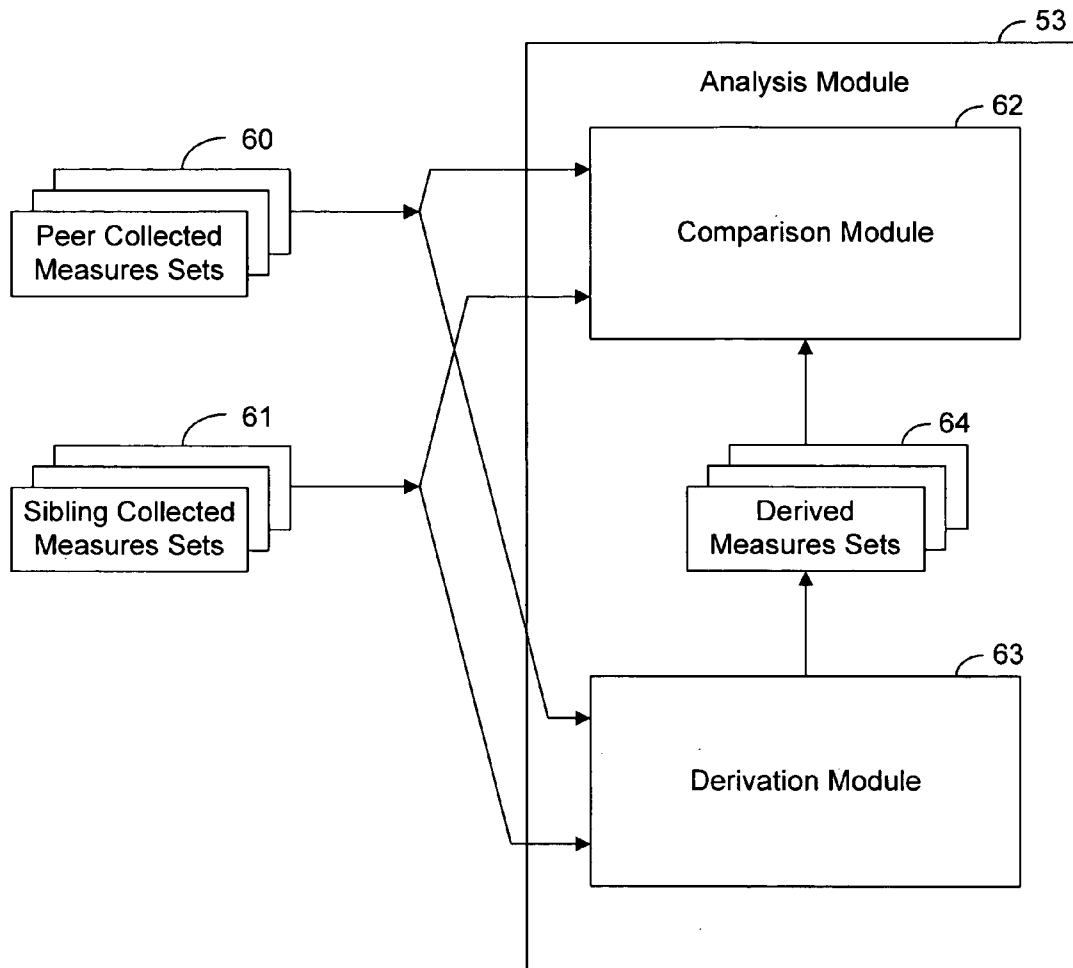 53
Analysis Module
62
60
Peer Collected
Measures Sets
Comparison Module
61
Sibling Collected
Measures Sets
64
Derived
Measures Sets
63
Derivation Module